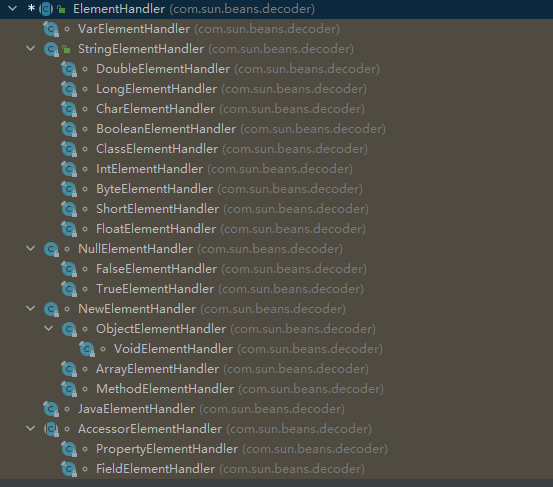 * ElementHandler (com.sun.beans.decoder)
VarElementHandler (com.sun.beans.decoder)
StringElementHandler (com.sun.beans.decoder)
DoubleElementHandler (com.sun.beans.decoder)
LongElementHandler (com.sun.beans.decoder)
CharElementHandler (com.sun.beans.decoder)
BooleanElementHandler (com.sun.beans.decoder)
ClassElementHandler (com.sun.beans.decoder)
IntElementHandler (com.sun.beans.decoder)
ByteElementHandler (com.sun.beans.decoder)
ShortElementHandler (com.sun.beans.decoder)
FloatElementHandler (com.sun.beans.decoder)
NullElementHandler (com.sun.beans.decoder)
FalseElementHandler (com.sun.beans.decoder)
TrueElementHandler (com.sun.beans.decoder)
NewElementHandler (com.sun.beans.decoder)
ObjectElementHandler (com.sun.beans.decoder)
VoidElementHandler (com.sun.beans.decoder)
ArrayElementHandler (com.sun.beans.decoder)
MethodElementHandler (com.sun.beans.decoder)
JavaElementHandler (com.sun.beans.decoder)
AccessorElementHandler (com.sun.beans.decoder)
PropertyElementHandler (com.sun.beans.decoder)
FieldElementHandler (com.sun.beans.decoder)